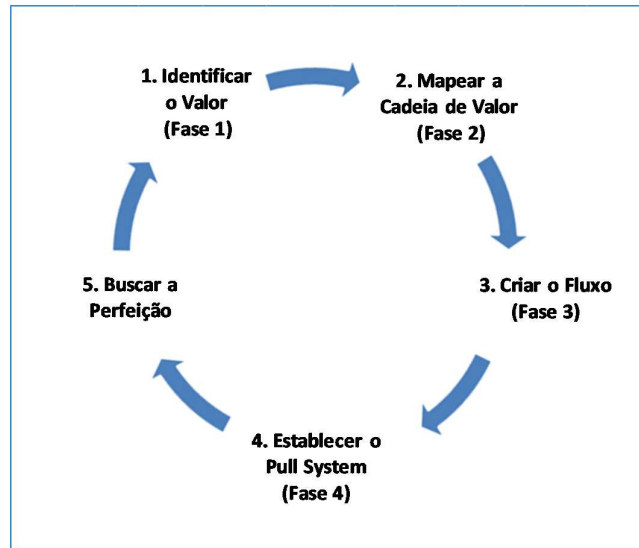 1. Identificar
o Valor
(Fase 1)
2. Mapear a
Cadeia de Valor
(Fase 2)
3. Criar o Fluxo
(Fase 3)
4. Establecer o
Pull System
(Fase 4)
5. Buscar a
Perfeição